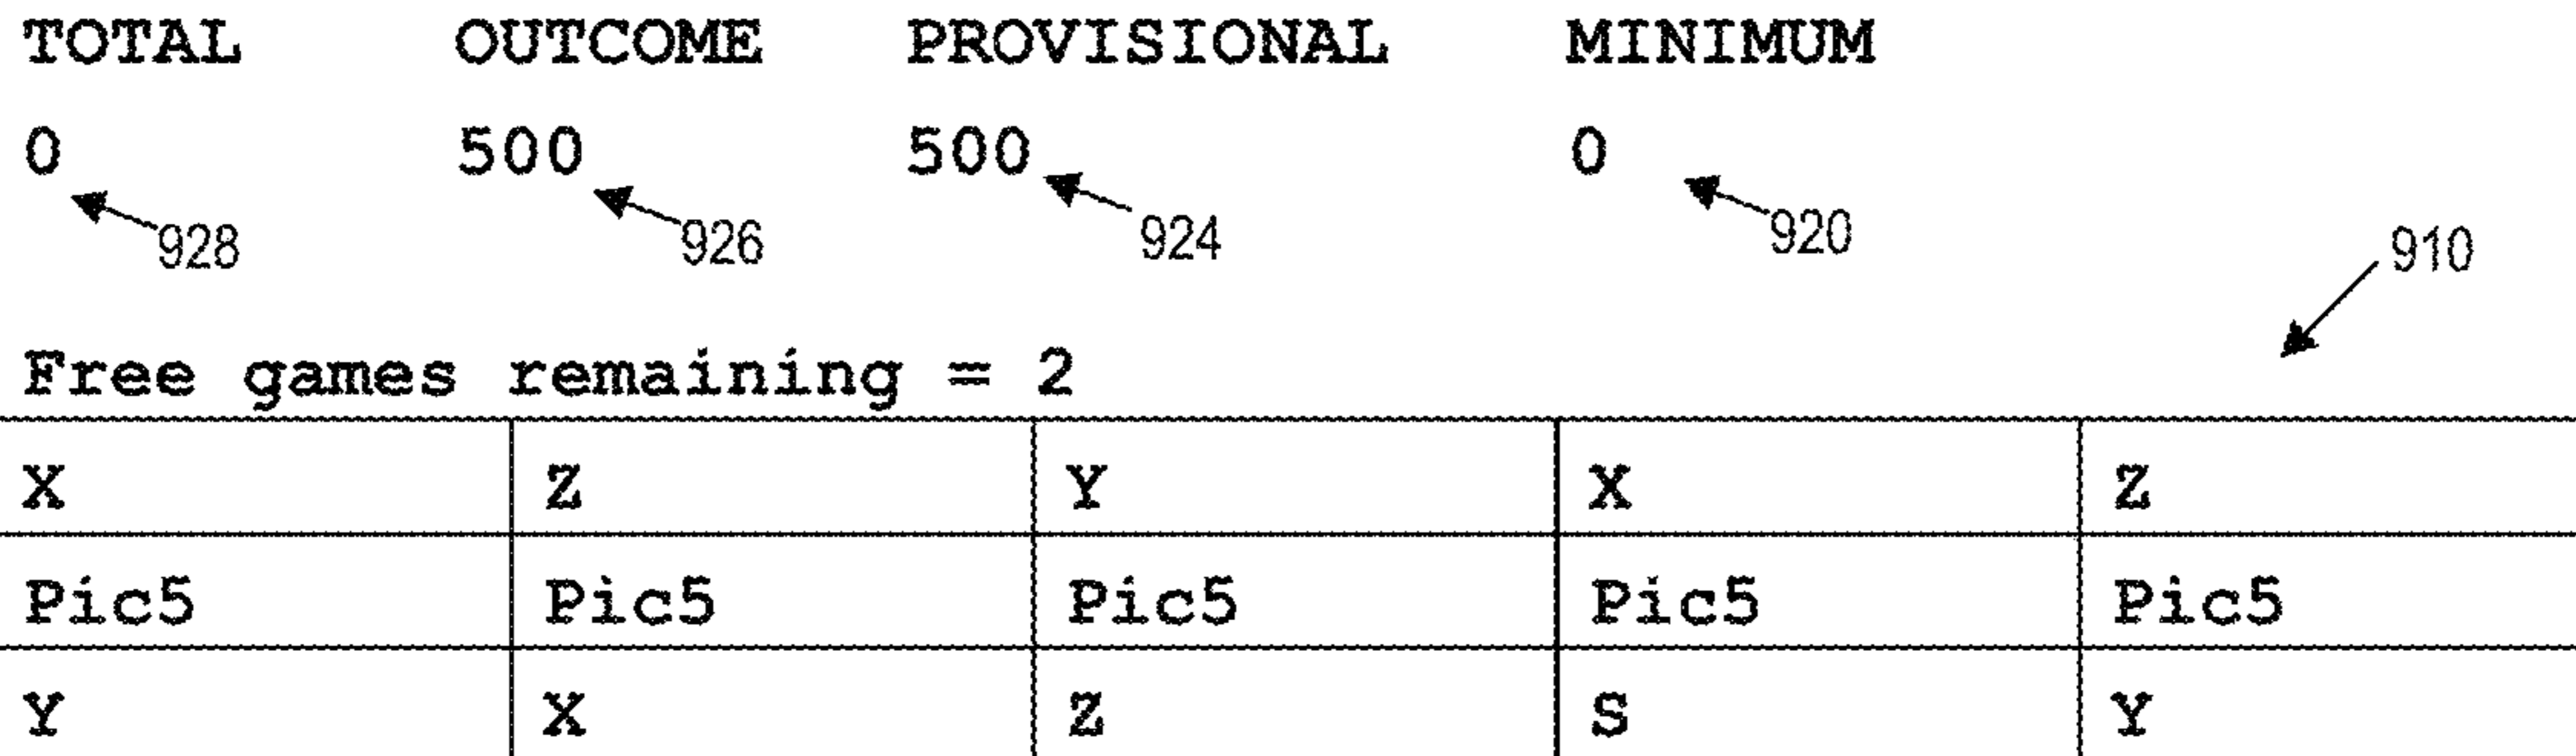 TOTAL OUTCOME PROVISIONAL MINIMUM
0 500 500 0
928 926 924 920 910
Free games remaining = 2
X Z Y X Z
Pic5 Pic5 Pic5 Pic5 Pic5
Y X Z S Y